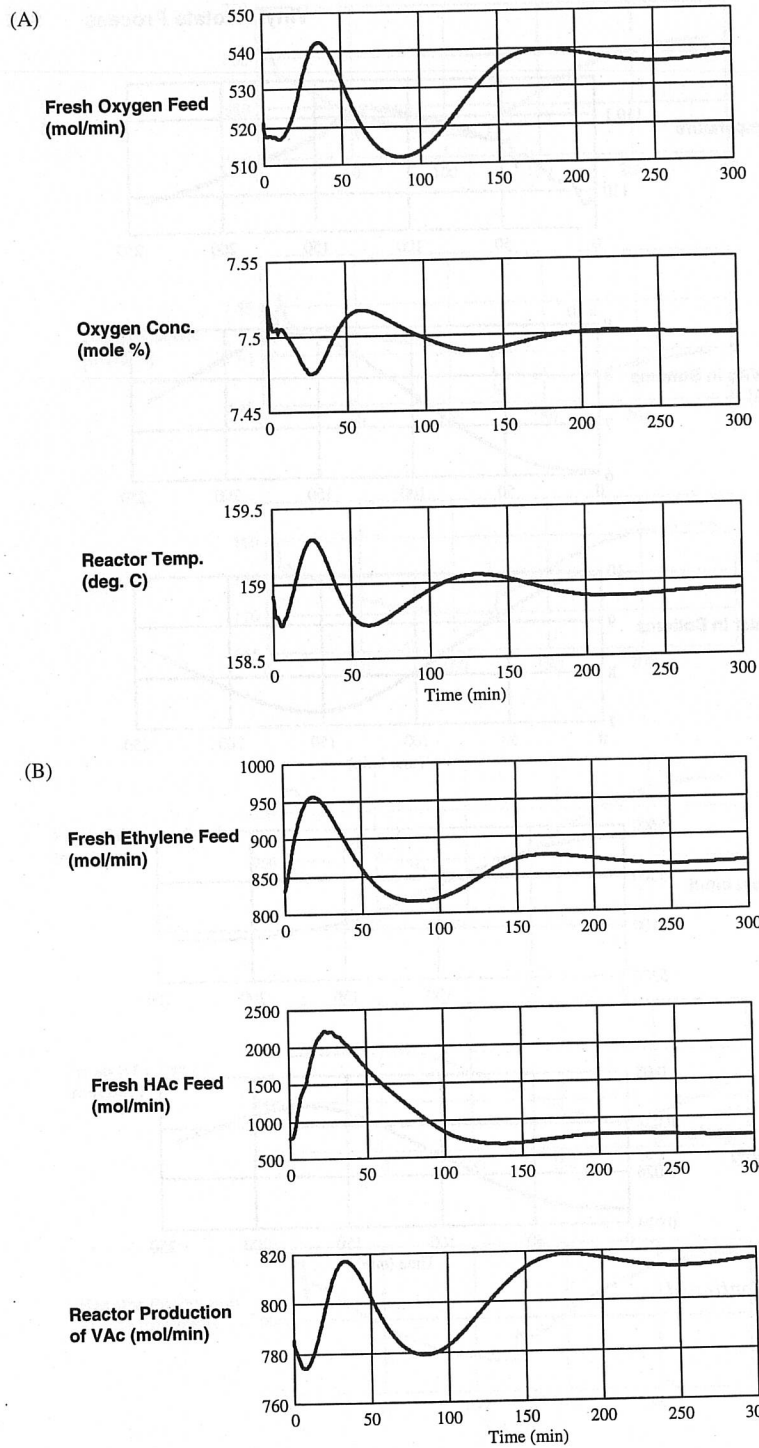 (A)
Fresh Oxygen Feed
(mol/min)
550
540
530
520
510
0 50 100 150 200 250 300
Oxygen Conc.
(mole %)
7.55
7.5
7.45
0 50 100 150 200 250 300
Reactor Temp.
(deg. C)
159.5
159
158.5
0 50 100 150 200 250 300
Time (min)
(B)
Fresh Ethylene Feed
(mol/min)
1000
950
900
850
800
0 50 100 150 200 250 300
Fresh HAc Feed
(mol/min)
2500
2000
1500
1000
500
0 50 100 150 200 250 300
Reactor Production
of VAc (mol/min)
820
800
780
760
0 50 100 150 200 250 300
Time (min)